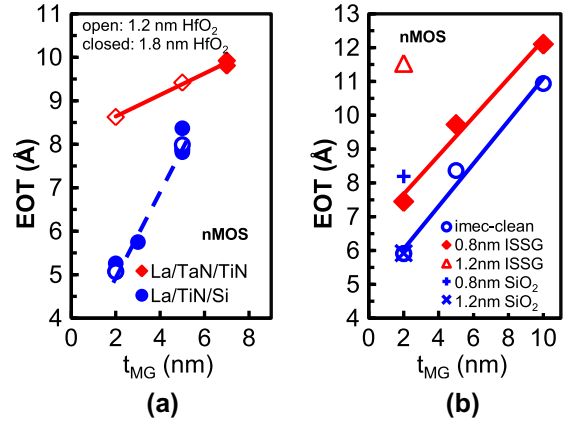 open: 1.2 nm HfO₂
closed: 1.8 nm HfO₂
11
10
9
8
7
6
5
4
EOT (Å)
nMOS
La/TaN/TiN
La/TiN/Si
0 2 4 6 8
t_MG (nm)
(a)
nMOS
13
12
11
10
9
8
7
6
5
4
EOT (Å)
imec-clean
0.8nm ISSG
1.2nm ISSG
0.8nm SiO₂
1.2nm SiO₂
0 2 4 6 8 10
t_MG (nm)
(b)